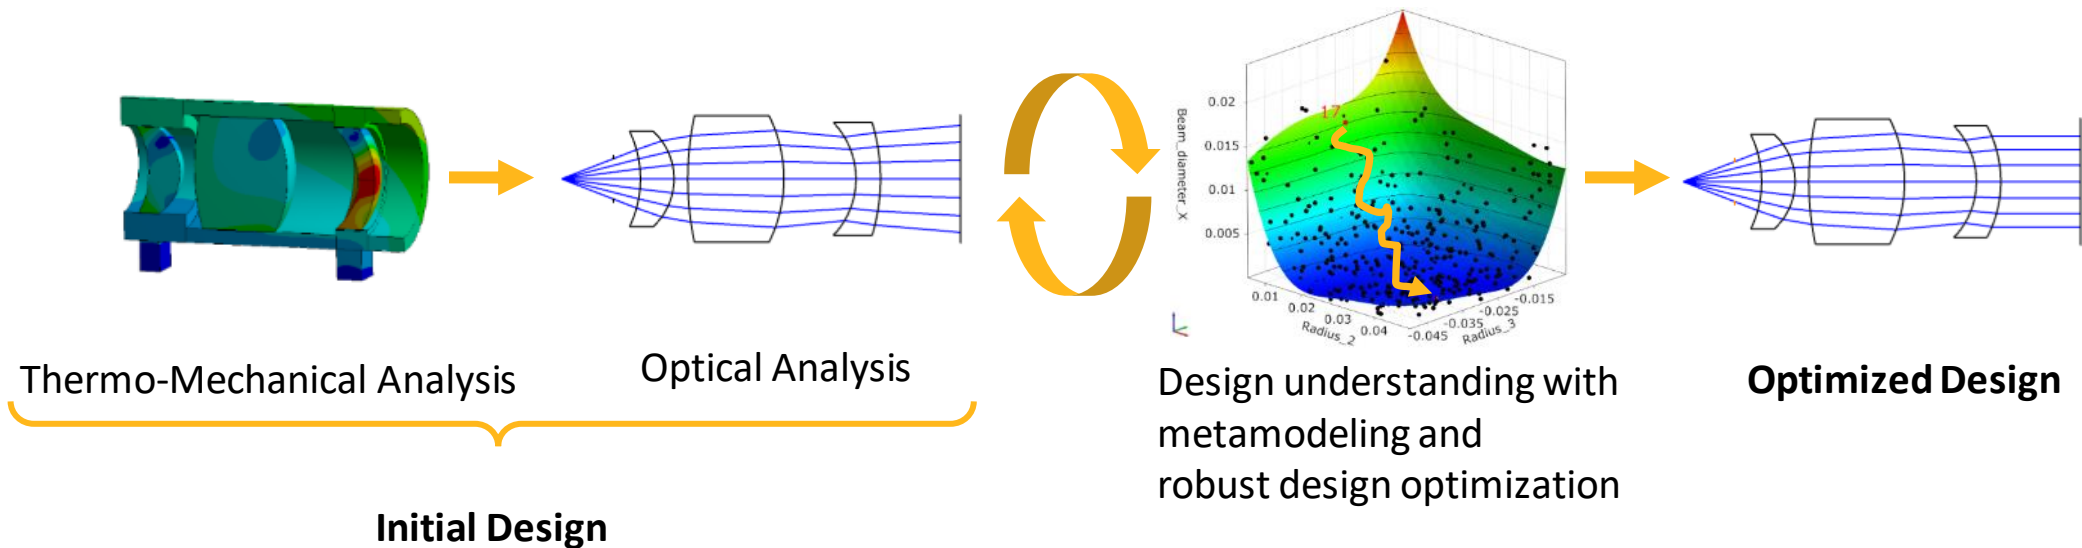 Thermo-Mechanical Analysis
Optical Analysis
Initial Design
Beam_diameter_X
0.02
0.015
0.01
0.005
17
0.01
0.02
0.03
0.04
Radius_2
-0.045
-0.035
-0.025
-0.015
Radius_3
Design understanding with
metamodeling and
robust design optimization
Optimized Design